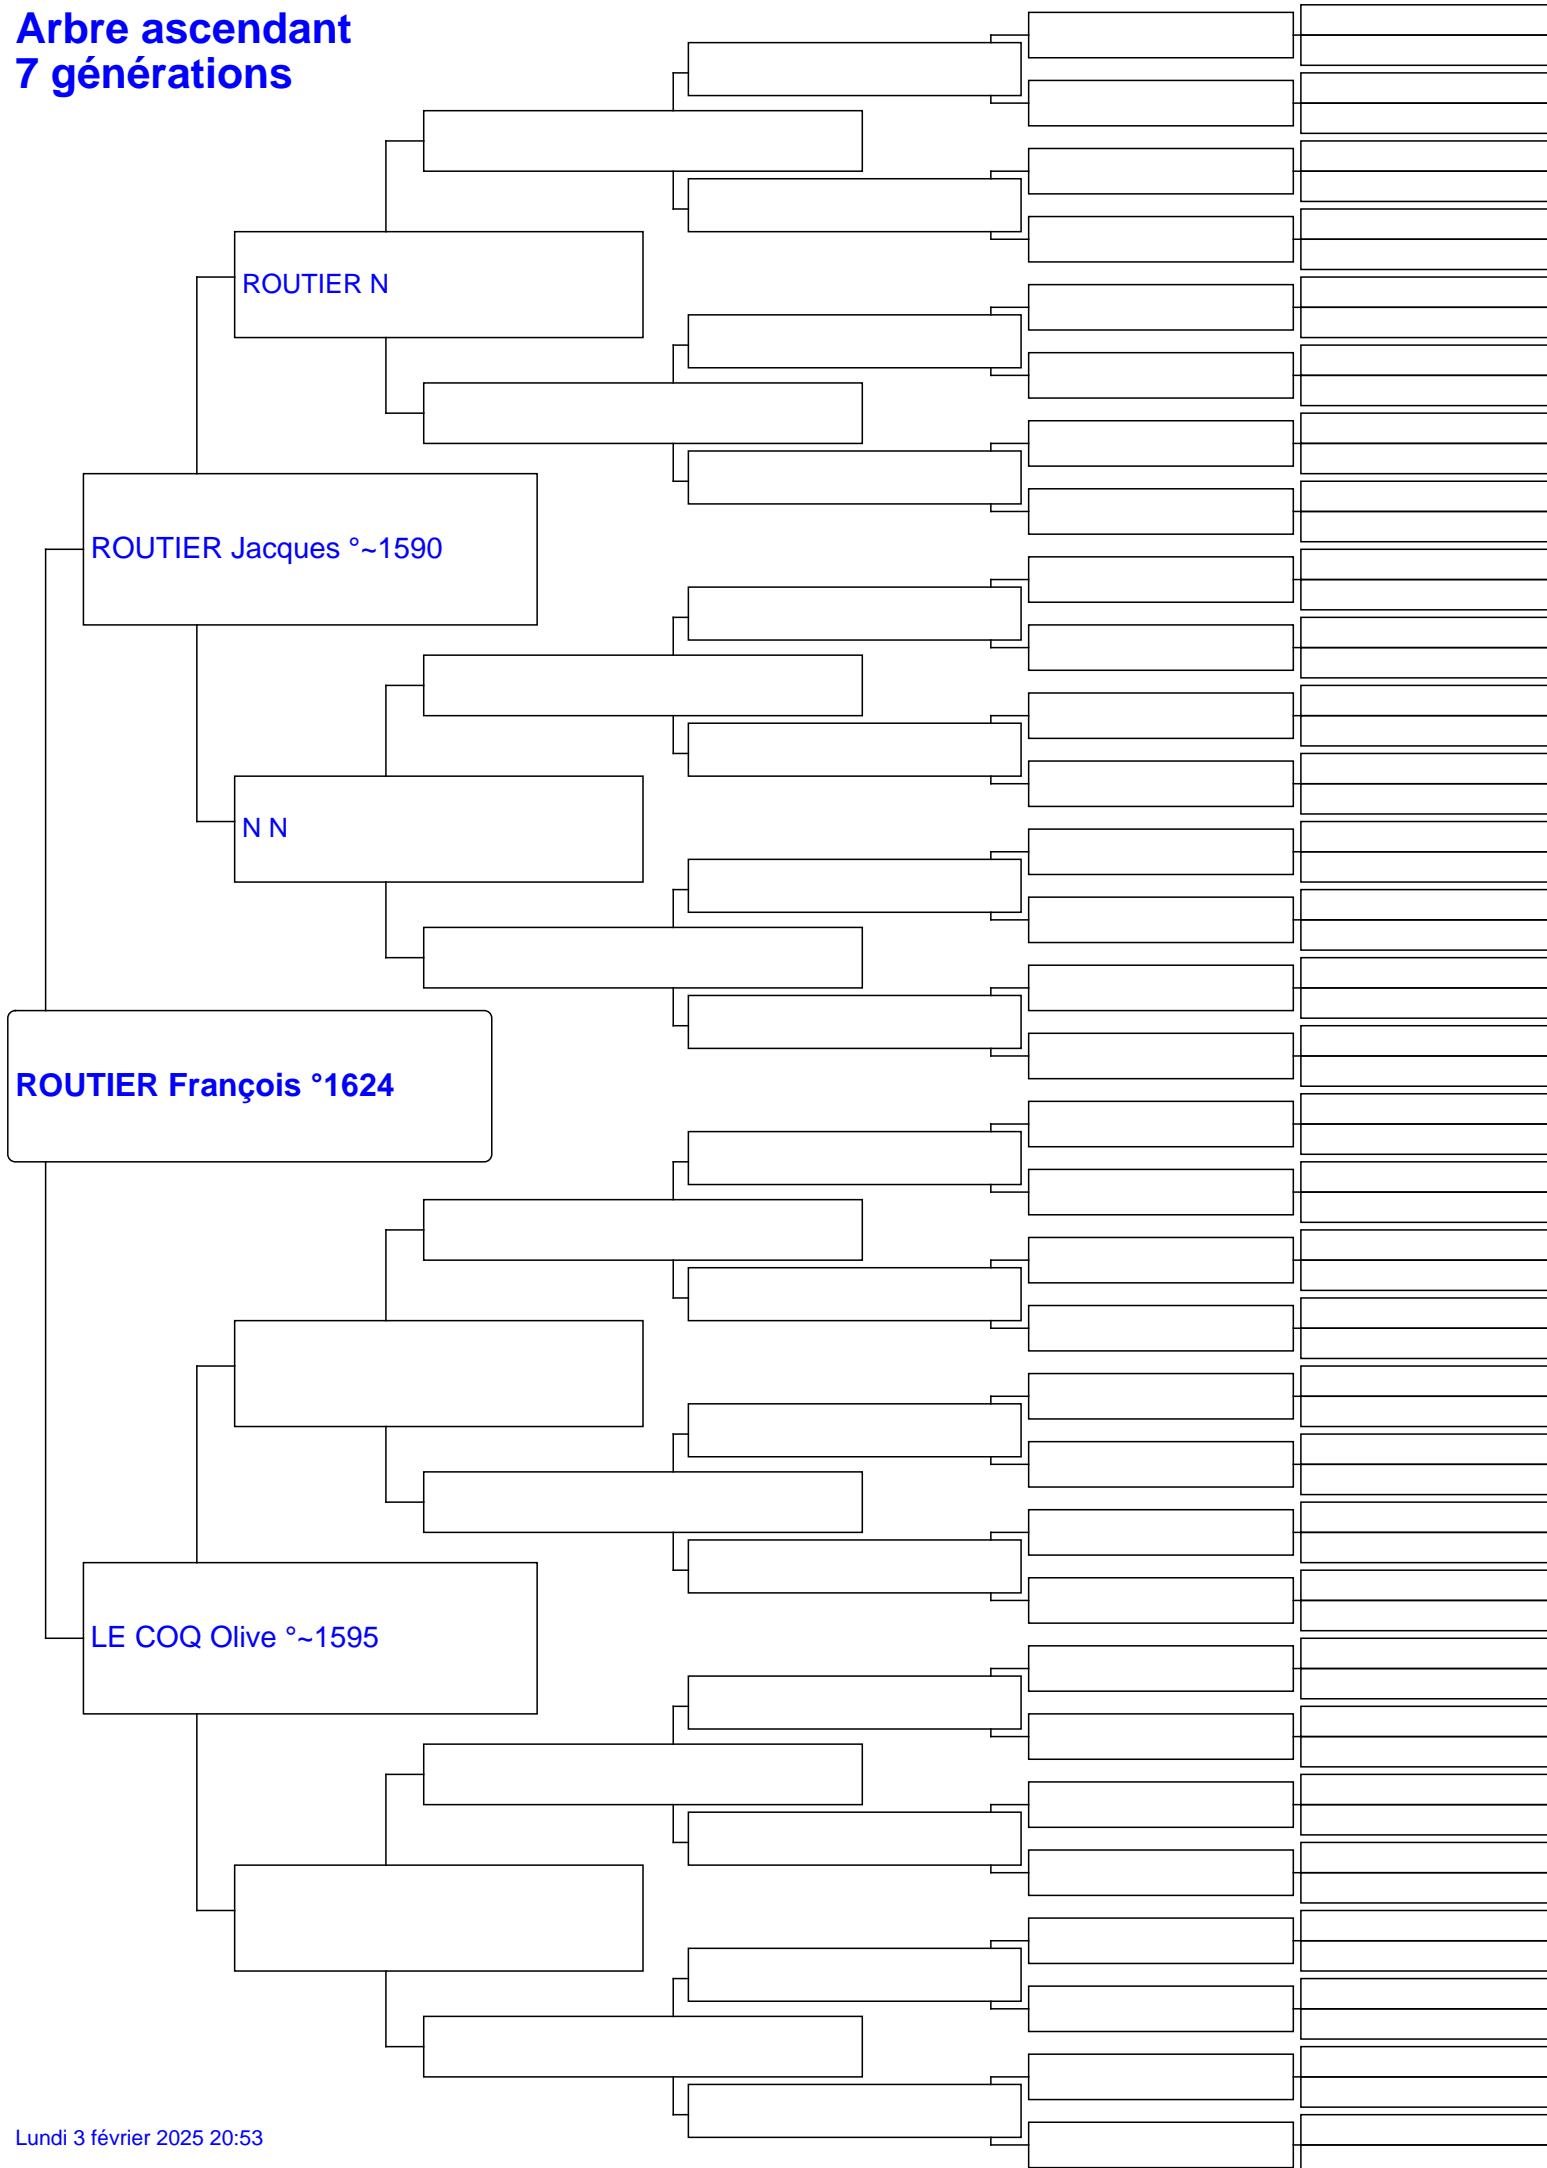 Arbre ascendant
7 générations
ROUTIER N
ROUTIER Jacques °~1590
N N
ROUTIER François °1624
LE COQ Olive °~1595
Lundi 3 février 2025 20:53